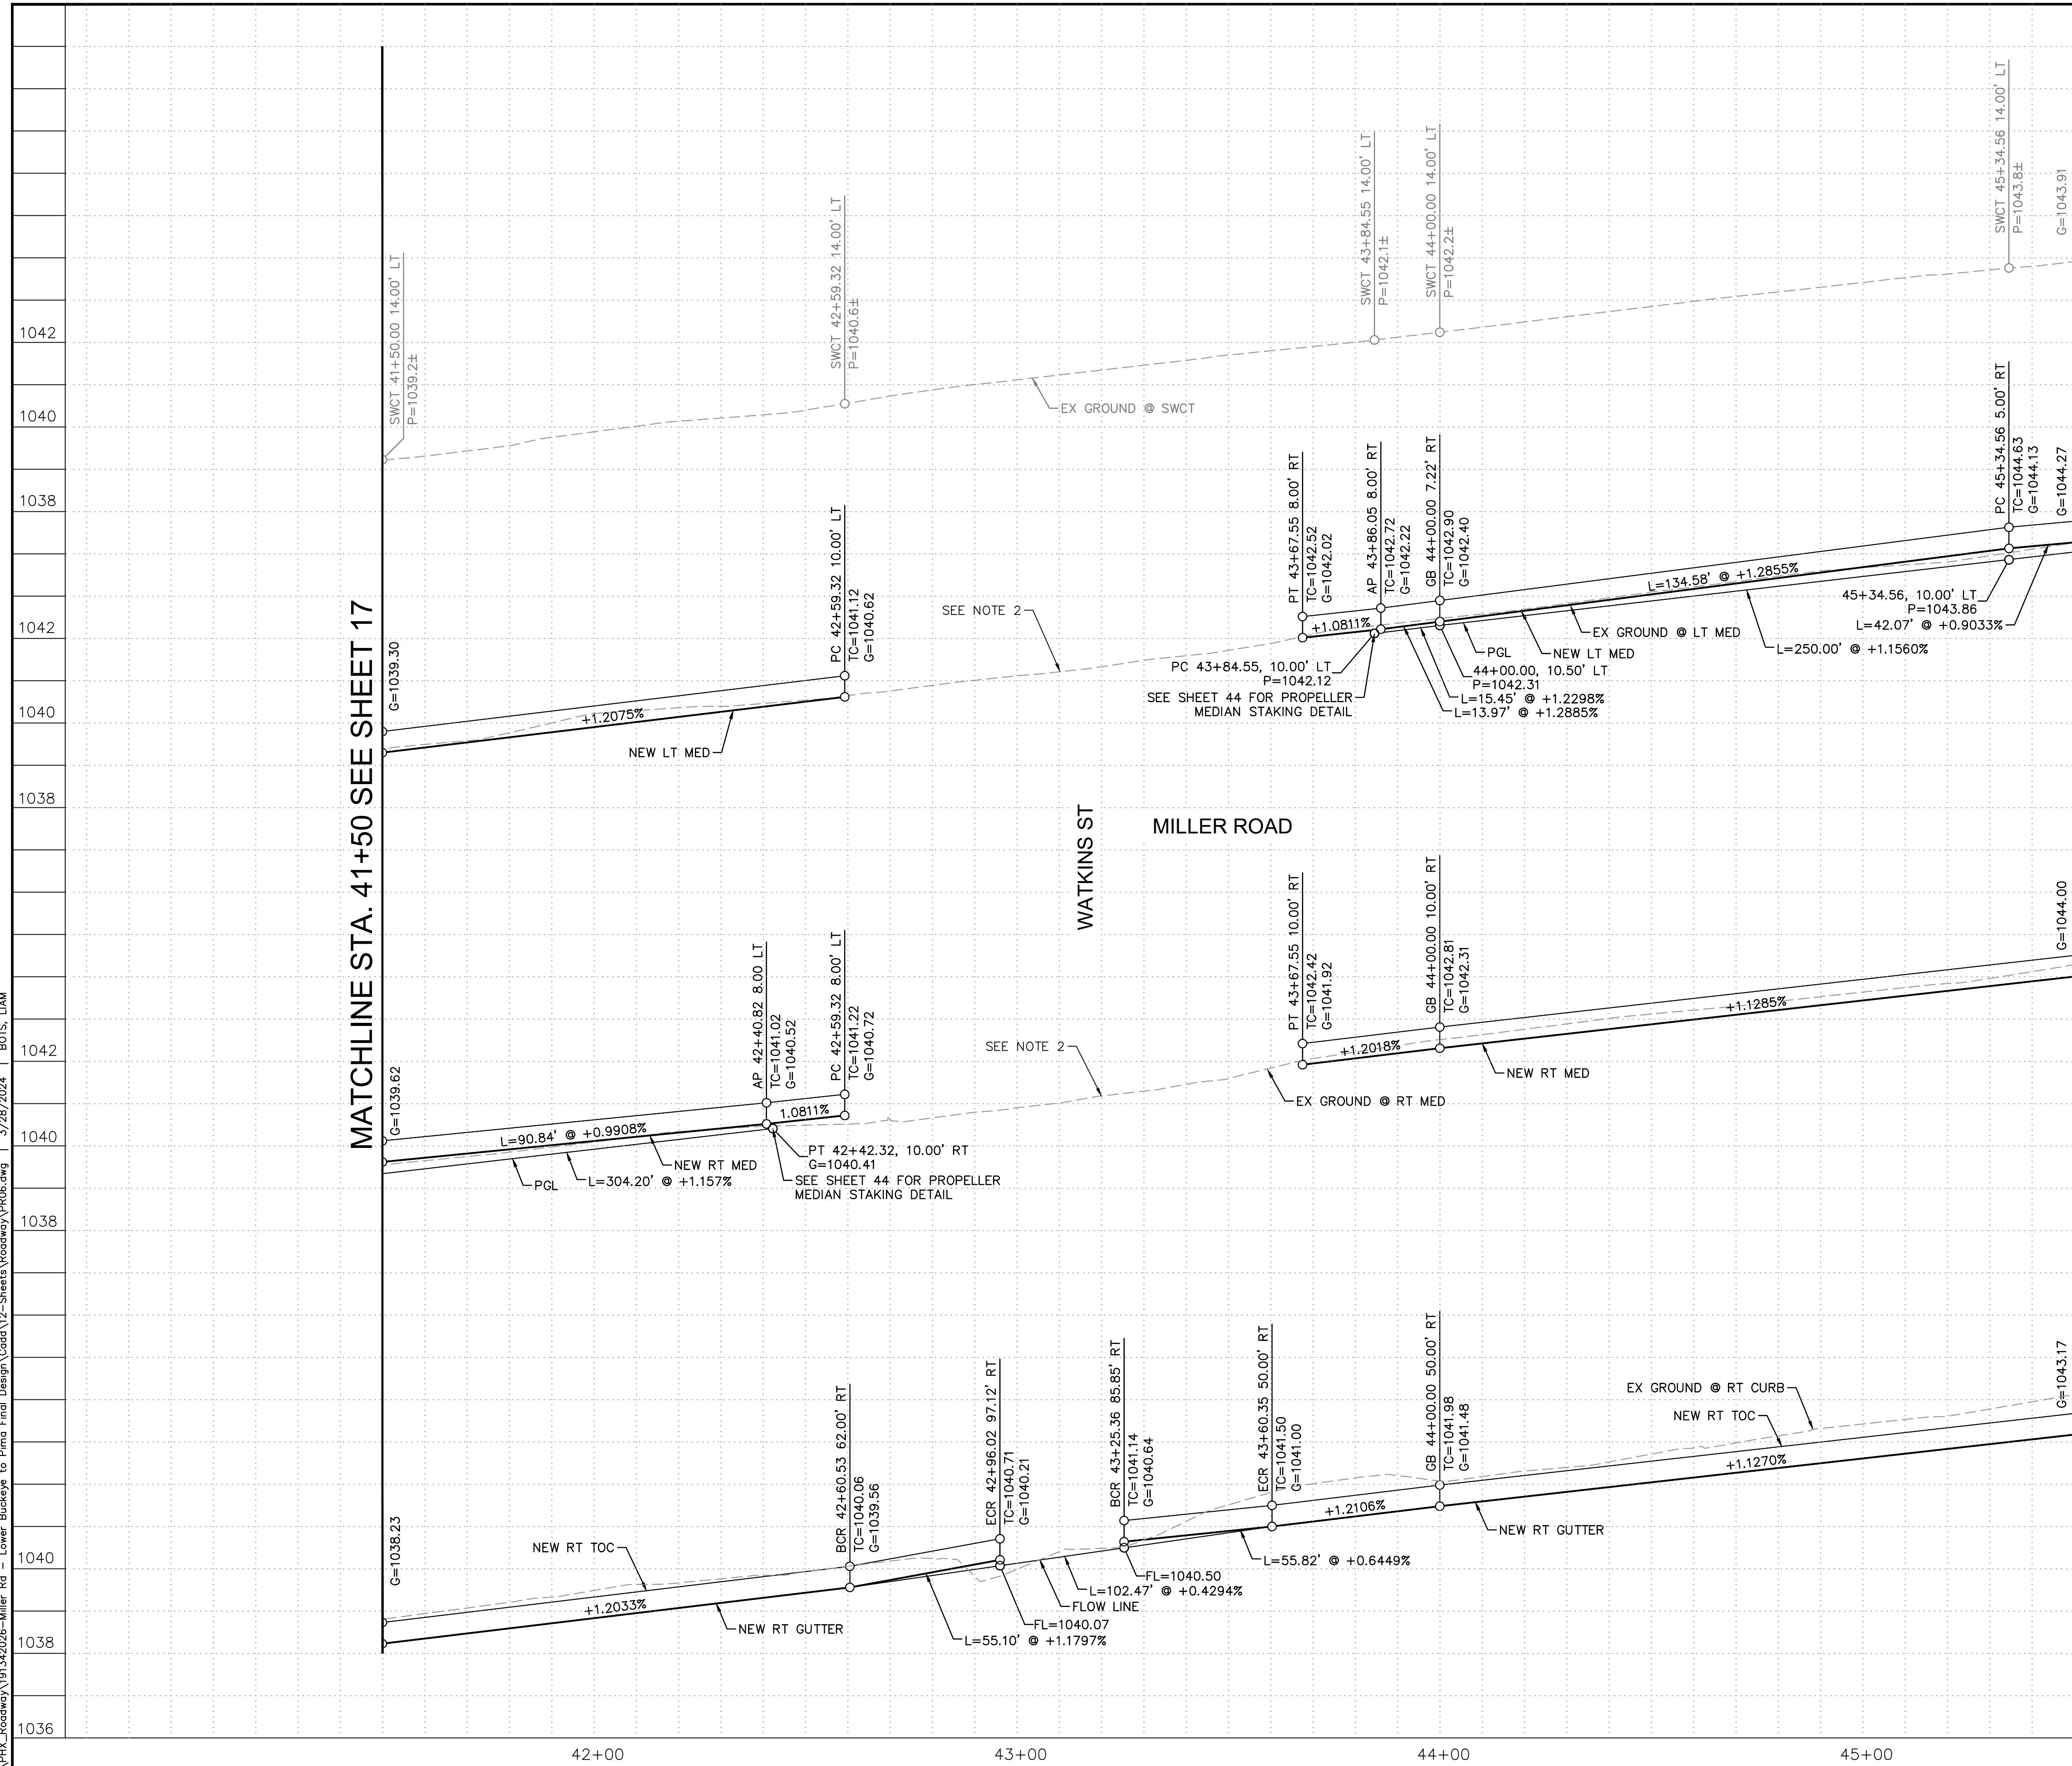 SWCT 41+50.00 14.00' LT
P=1039.2±
SWCT 42+59.32 14.00' LT
P=1040.6±
SWCT 43+84.55 14.00' LT
P=1042.1±
SWCT 44+00.00 14.00' LT
P=1042.2±
SWCT 45+34.56 14.00' LT
P=1043.8±
G=1043.91
1042
EX GROUND @ SWCT
1040
1038
G=1039.30
PC 42+59.32 10.00' LT
TC=1041.12
G=1040.62
+1.2075%
NEW LT MED
SEE NOTE 2
PT 43+67.55 8.00' RT
TC=1042.52
G=1042.02
AP 43+86.05 8.00' RT
TC=1042.72
G=1042.22
GB 44+00.00 7.22' RT
TC=1042.90
G=1042.40
PC 45+34.56 5.00' RT
TC=1044.63
G=1044.13
G=1044.27
+1.0811%
L=134.58' @ +1.2855%
45+34.56, 10.00' LT
P=1043.86
L=42.07' @ +0.9033%
EX GROUND @ LT MED
L=250.00' @ +1.1560%
PGL
NEW LT MED
PC 43+84.55, 10.00' LT
P=1042.12
44+00.00, 10.50' LT
P=1042.31
SEE SHEET 44 FOR PROPELLER
MEDIAN STAKING DETAIL
L=15.45' @ +1.2298%
L=13.97' @ +1.2885%
1042
1040
1038
MATCHLINE STA. 41+50 SEE SHEET 17
WATKINS ST
MILLER ROAD
G=1039.62
AP 42+40.82 8.00 LT
TC=1041.02
G=1040.52
PC 42+59.32 8.00' LT
TC=1041.22
G=1040.72
1.0811%
L=90.84' @ +0.9908%
NEW RT MED
PGL
L=304.20' @ +1.157%
PT 42+42.32, 10.00' RT
G=1040.41
SEE SHEET 44 FOR PROPELLER
MEDIAN STAKING DETAIL
SEE NOTE 2
PT 43+67.55 10.00' RT
TC=1042.42
G=1041.92
GB 44+00.00 10.00' RT
TC=1042.81
G=1042.31
G=1044.00
+1.1285%
+1.2018%
NEW RT MED
EX GROUND @ RT MED
1042
1040
1038
G=1038.23
NEW RT TOC
+1.2033%
NEW RT GUTTER
BCR 42+60.53 62.00' RT
TC=1040.06
G=1039.56
ECR 42+96.02 97.12' RT
TC=1040.71
G=1040.21
BCR 43+25.36 85.85' RT
TC=1041.14
G=1040.64
ECR 43+60.35 50.00' RT
TC=1041.50
G=1041.00
GB 44+00.00 50.00' RT
TC=1041.98
G=1041.48
G=1043.17
EX GROUND @ RT CURB
NEW RT TOC
+1.1270%
+1.2106%
NEW RT GUTTER
L=55.82' @ +0.6449%
FL=1040.50
L=102.47' @ +0.4294%
FLOW LINE
FL=1040.07
L=55.10' @ +1.1797%
1040
1038
1036
42+00
43+00
44+00
45+00
\PHX_Roadway\191342026-Miller Rd - Lower Buckeye to Pima Final Design\Cadd\12-Sheets\Roadway\PR06.dwg | 3/28/2024 | BOTS, LIAM